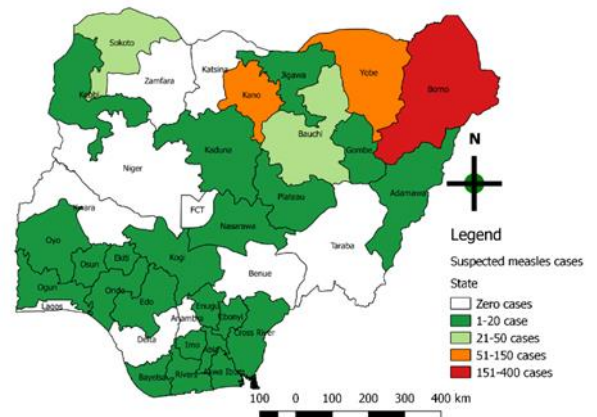 Sokoto
Katsina
Jigawa
Yobe
Borno
Zamfara
Kebbi
Kano
Bauchi
Gombe
Kaduna
Niger
Adamawa
Plateau
FCT
Kwara
Nasarawa
Taraba
Oyo
Ekiti
Osun
Kogi
Benue
Ogun
Ondo
Edo
Lagos
Enugu
Anambra
Ebonyi
Cross River
Delta
Imo
Bayelsa
Rivers
Akwa Ibom
N
Legend
Suspected measles cases
State
Zero cases
1-20 case
21-50 cases
51-150 cases
151-400 cases
100 0 100 200 300 400 km